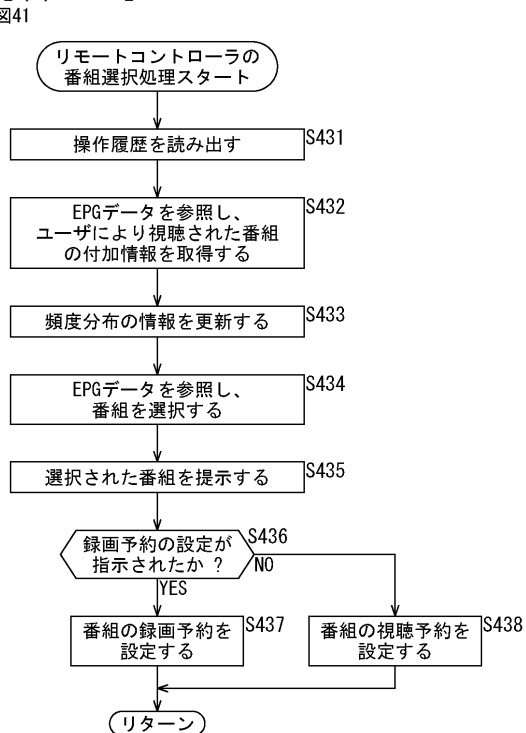 図41
リモートコントローラの
番組選択処理スタート
操作履歴を読み出す
S431
EPGデータを参照し、
ユーザにより視聴された番組
の付加情報を取得する
S432
頻度分布の情報を更新する
S433
EPGデータを参照し、
番組を選択する
S434
選択された番組を提示する
S435
録画予約の設定が
指示されたか ?
S436
NO
YES
番組の録画予約を
設定する
S437
番組の視聴予約を
設定する
S438
リターン